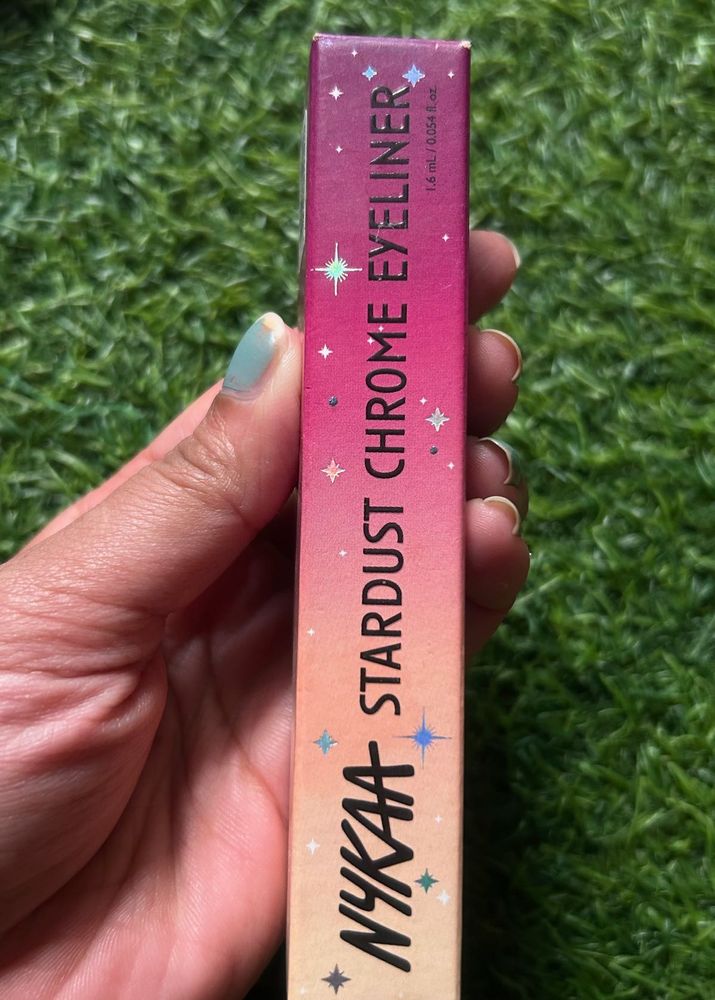 NYKAA STARDUST CHROME EYELINER
1.6 mL / 0.054 fl. oz.